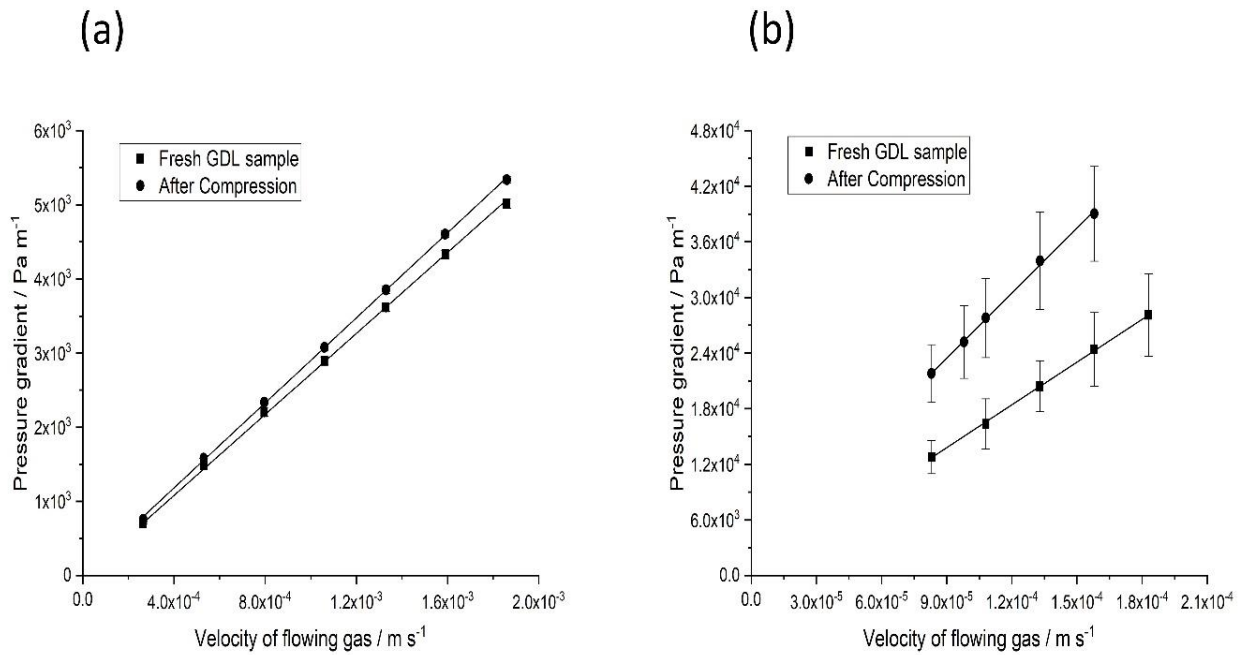 (a)
Pressure gradient / Pa m⁻¹
6x10³
5x10³
4x10³
3x10³
2x10³
1x10³
0
Fresh GDL sample
After Compression
4.0x10⁻⁴ 8.0x10⁻⁴ 1.2x10⁻³ 1.6x10⁻³ 2.0x10⁻³
Velocity of flowing gas / m s⁻¹
(b)
Pressure gradient / Pa m⁻¹
4.8x10⁴
4.2x10⁴
3.6x10⁴
3.0x10⁴
2.4x10⁴
1.8x10⁴
1.2x10⁴
6.0x10³
0.0
Fresh GDL sample
After Compression
0.0 3.0x10⁻⁵ 6.0x10⁻⁵ 9.0x10⁻⁵ 1.2x10⁻⁴ 1.5x10⁻⁴ 1.8x10⁻⁴ 2.1x10⁻⁴
Velocity of flowing gas / m s⁻¹